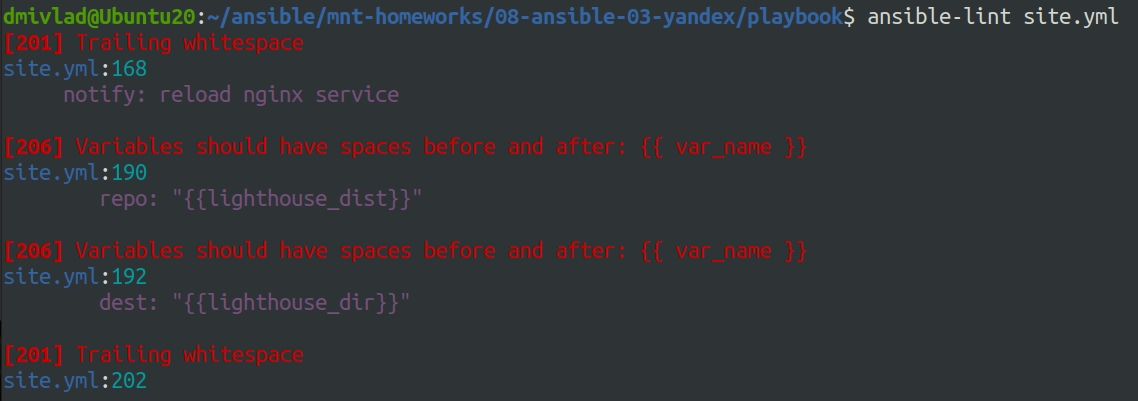 dmivlad@Ubuntu20:~/ansible/mnt-homeworks/08-ansible-03-yandex/playbook$ ansible-lint site.yml
[201] Trailing whitespace
site.yml:168
     notify: reload nginx service

[206] Variables should have spaces before and after: {{ var_name }}
site.yml:190
        repo: "{{lighthouse_dist}}"

[206] Variables should have spaces before and after: {{ var_name }}
site.yml:192
        dest: "{{lighthouse_dir}}"

[201] Trailing whitespace
site.yml:202